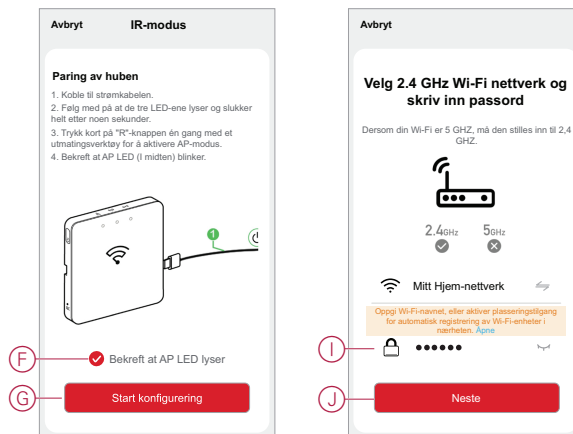 Avbryt
IR-modus
Paring av huben
1. Koble til strømkabelen.
2. Følg med på at de tre LED-ene lyser og slukker
helt etter noen sekunder.
3. Trykk kort på "R"-knappen én gang med et
utmatingsverktøy for å aktivere AP-modus.
4. Bekreft at AP LED (I midten) blinker.
1
F
Bekreft at AP LED lyser
G
Start konfigurering
Avbryt
Velg 2.4 GHz Wi-Fi nettverk og
skriv inn passord
Dersom din Wi-Fi er 5 GHZ, må den stilles inn til 2,4
GHZ.
2.4GHz
5GHz
Mitt Hjem-nettverk
Oppgi Wi-Fi-navnet, eller aktiver plasseringstilgang
for automatisk registrering av Wi-Fi-enheter i
nærheten. Åpne
I
●●●●●●
J
Neste